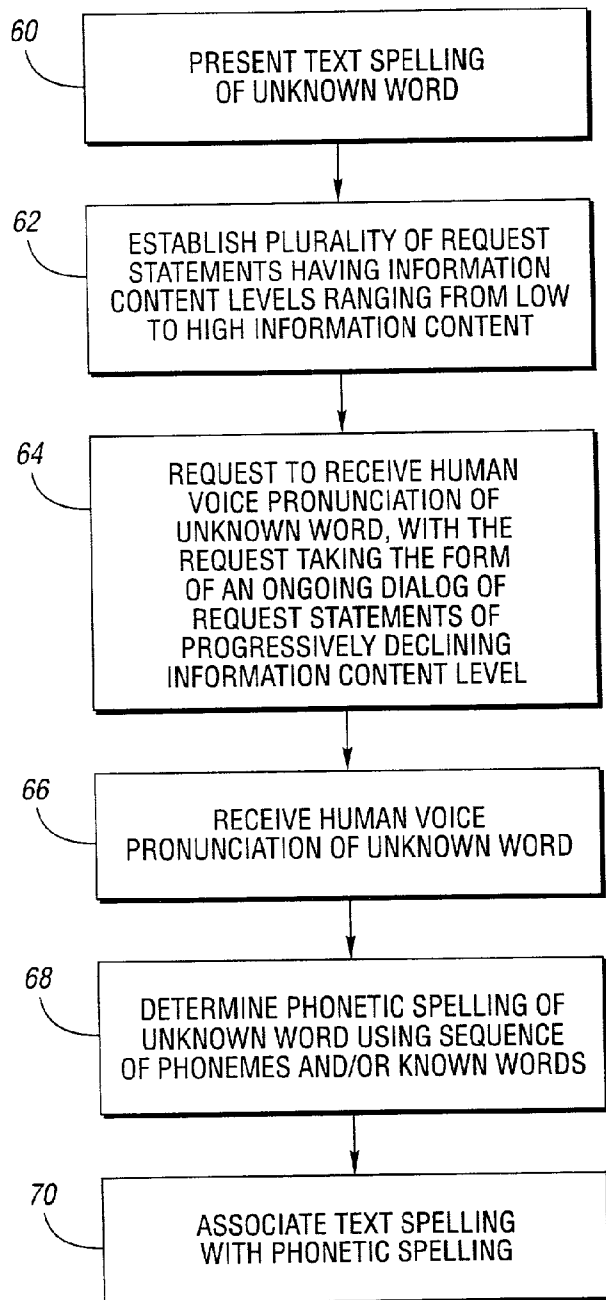 60
PRESENT TEXT SPELLING
OF UNKNOWN WORD
62
ESTABLISH PLURALITY OF REQUEST
STATEMENTS HAVING INFORMATION
CONTENT LEVELS RANGING FROM LOW
TO HIGH INFORMATION CONTENT
64
REQUEST TO RECEIVE HUMAN
VOICE PRONUNCIATION OF
UNKNOWN WORD, WITH THE
REQUEST TAKING THE FORM
OF AN ONGOING DIALOG OF
REQUEST STATEMENTS OF
PROGRESSIVELY DECLINING
INFORMATION CONTENT LEVEL
66
RECEIVE HUMAN VOICE
PRONUNCIATION OF UNKNOWN WORD
68
DETERMINE PHONETIC SPELLING OF
UNKNOWN WORD USING SEQUENCE
OF PHONEMES AND/OR KNOWN WORDS
70
ASSOCIATE TEXT SPELLING
WITH PHONETIC SPELLING